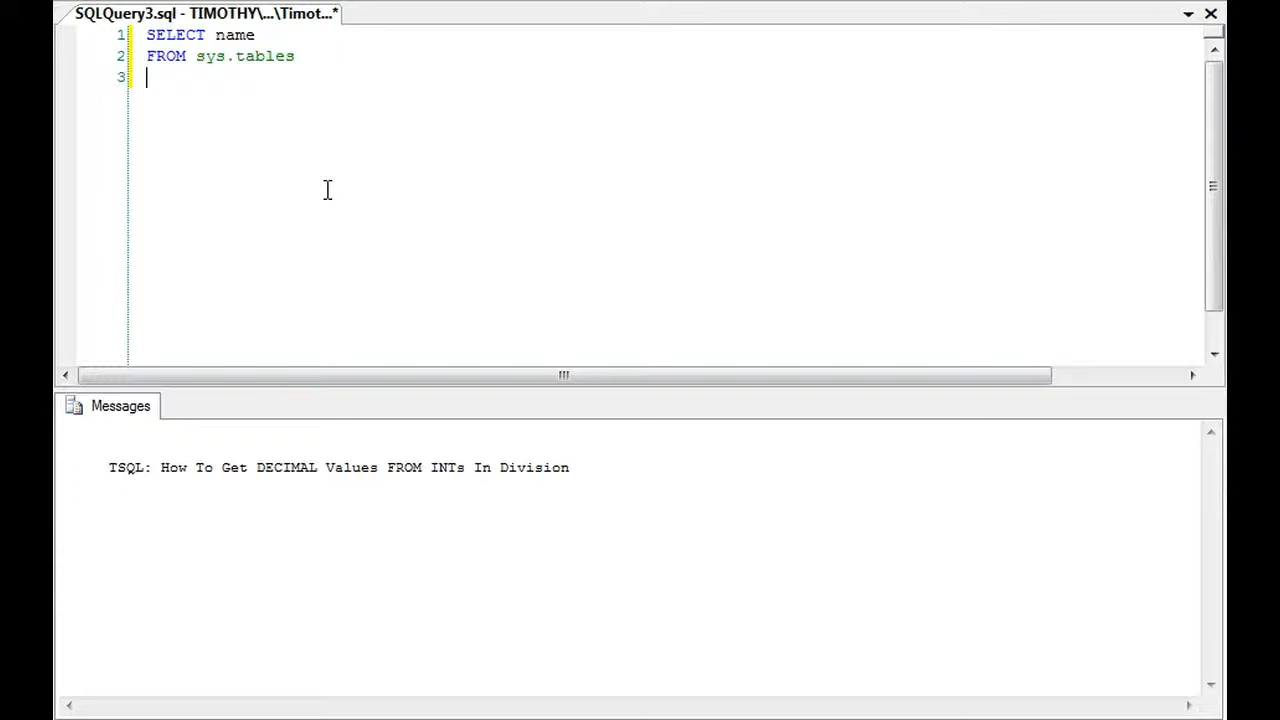 SQLQuery3.sql - TIMOTHY\...\Timot...*
1 SELECT name
2 FROM sys.tables
3
Messages
TSQL: How To Get DECIMAL Values FROM INTs In Division